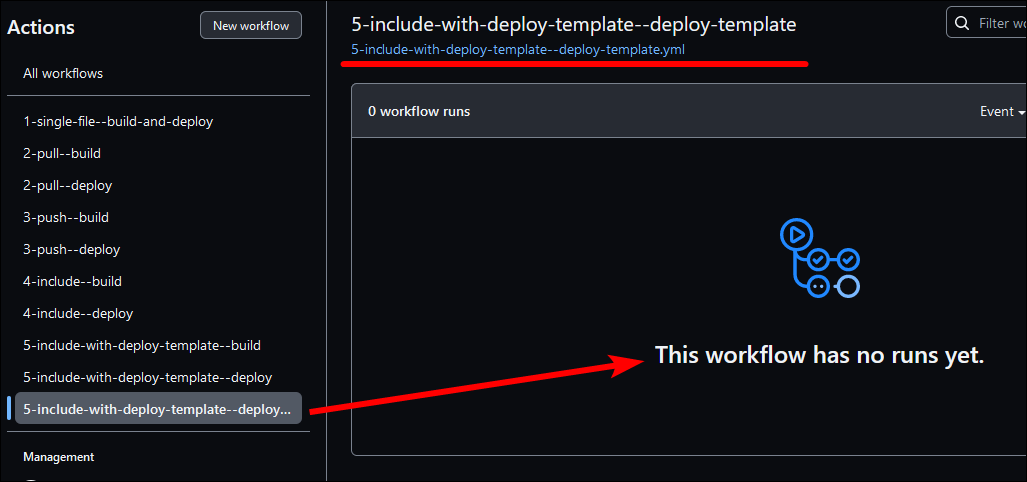 Actions
New workflow
All workflows
1-single-file--build-and-deploy
2-pull--build
2-pull--deploy
3-push--build
3-push--deploy
4-include--build
4-include--deploy
5-include-with-deploy-template--build
5-include-with-deploy-template--deploy
5-include-with-deploy-template--deploy...
Management
5-include-with-deploy-template--deploy-template
5-include-with-deploy-template--deploy-template.yml
Filter wo
0 workflow runs
Event
This workflow has no runs yet.